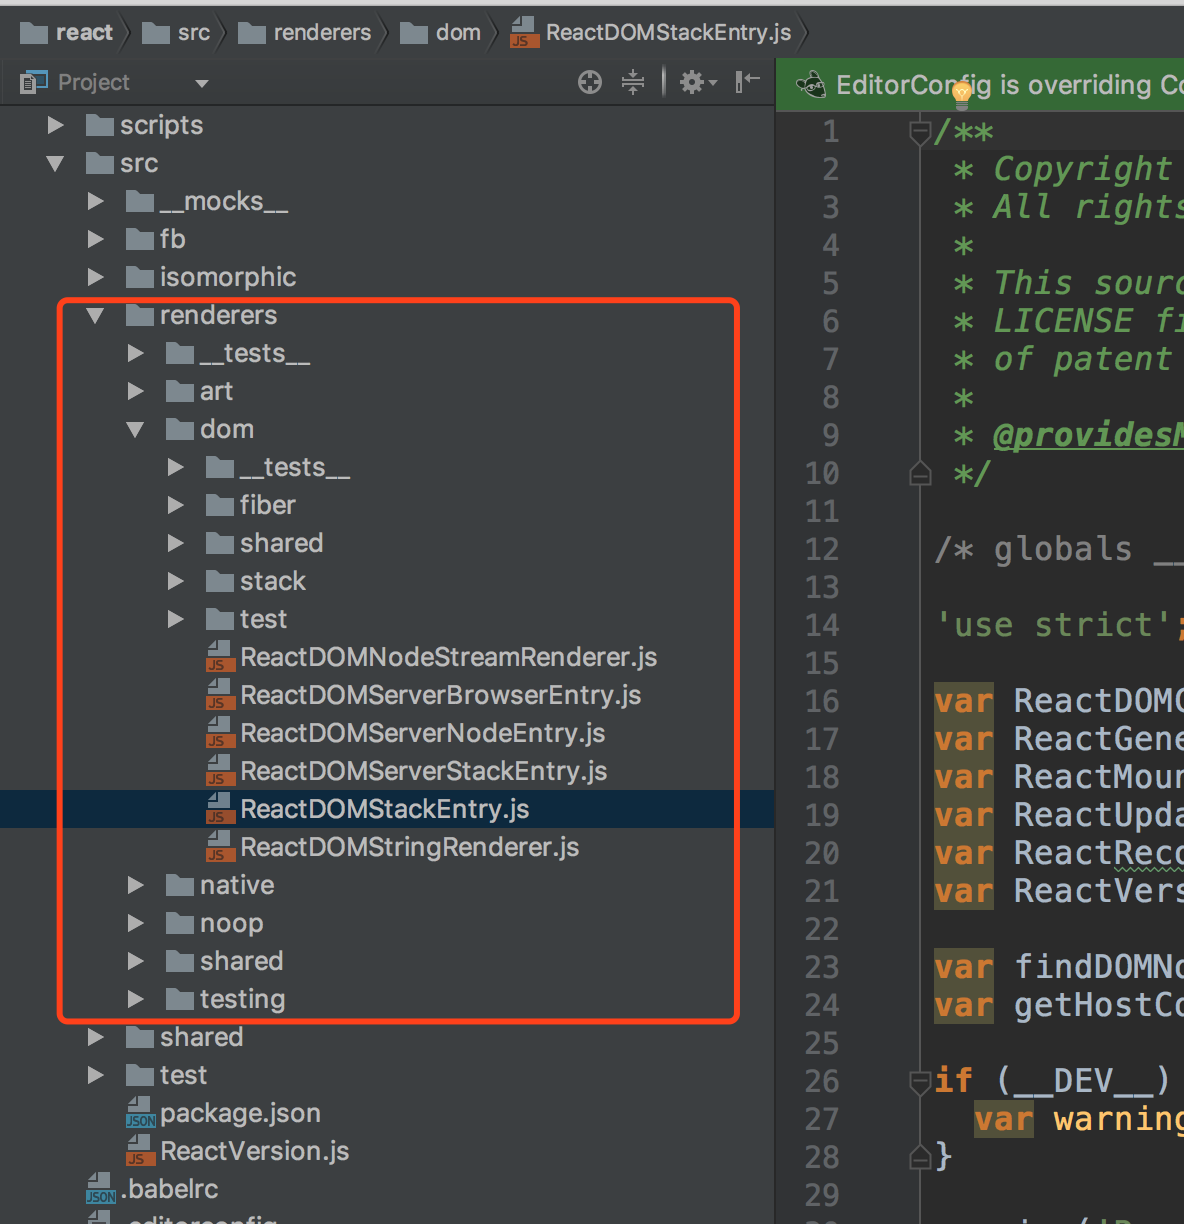 react src renderers dom ReactDOMStackEntry.js
Project
EditorConfig is overriding
scripts
src
__mocks__
fb
isomorphic
renderers
__tests__
art
dom
__tests__
fiber
shared
stack
test
ReactDOMNodeStreamRenderer.js
ReactDOMServerBrowserEntry.js
ReactDOMServerNodeEntry.js
ReactDOMServerStackEntry.js
ReactDOMStackEntry.js
ReactDOMStringRenderer.js
native
noop
shared
testing
shared
test
package.json
ReactVersion.js
.babelrc
.editorconfig
1 /**
2 * Copyright
3 * All rights
4 *
5 * This sourc
6 * LICENSE fi
7 * of patent
8 *
9 * @providesM
10 */
11
12 /* globals __
13
14 'use strict';
15
16 var ReactDOMC
17 var ReactGene
18 var ReactMoun
19 var ReactUpda
20 var ReactReco
21 var ReactVers
22
23 var findDOMNo
24 var getHostCo
25
26 if (__DEV__)
27 var warning
28 }
29